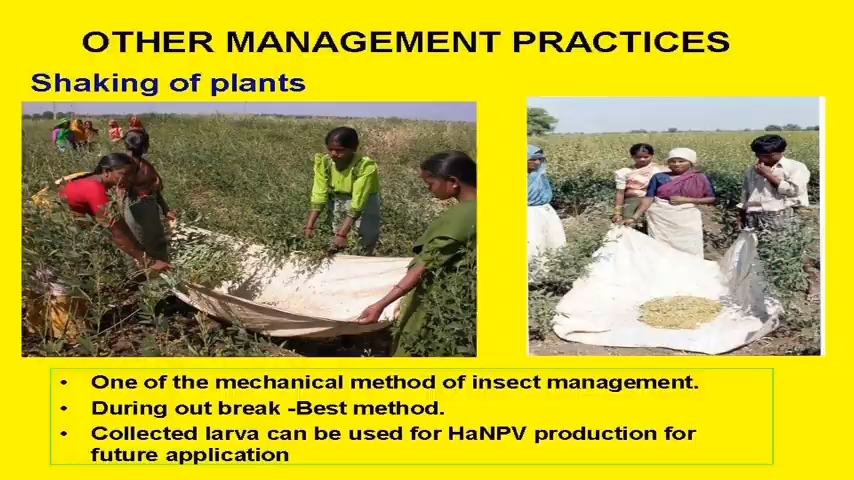 OTHER MANAGEMENT PRACTICES
Shaking of plants
• One of the mechanical method of insect management.
• During out break -Best method.
• Collected larva can be used for HaNPV production for
future application